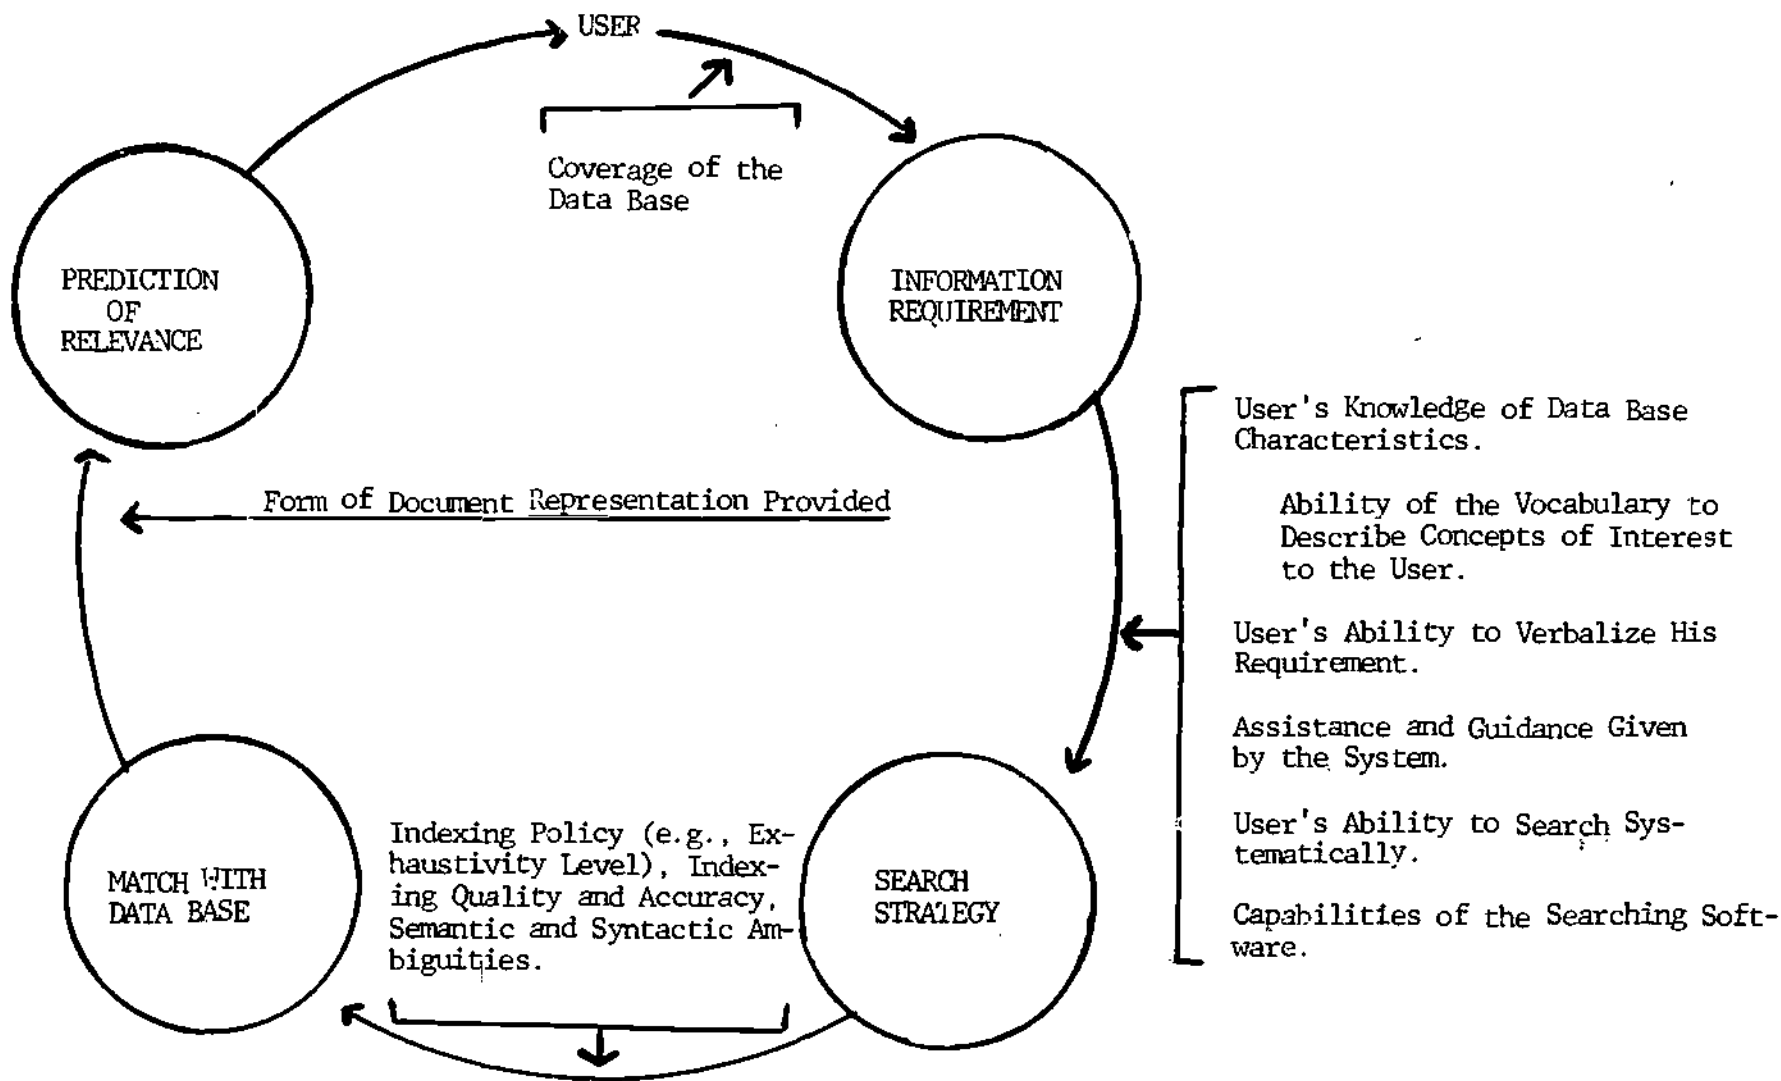 USER
Coverage of the
Data Base
PREDICTION
OF
RELEVANCE
INFORMATION
REQUIREMENT
User's Knowledge of Data Base
Characteristics.
Ability of the Vocabulary to
Describe Concepts of Interest
to the User.
User's Ability to Verbalize His
Requirement.
Assistance and Guidance Given
by the System.
User's Ability to Search Sys-
tematically.
Capabilities of the Searching Soft-
ware.
Form of Document Representation Provided
MATCH WITH
DATA BASE
Indexing Policy (e.g., Ex-
haustivity Level), Index-
ing Quality and Accuracy,
Semantic and Syntactic Am-
biguities.
SEARCH
STRATEGY